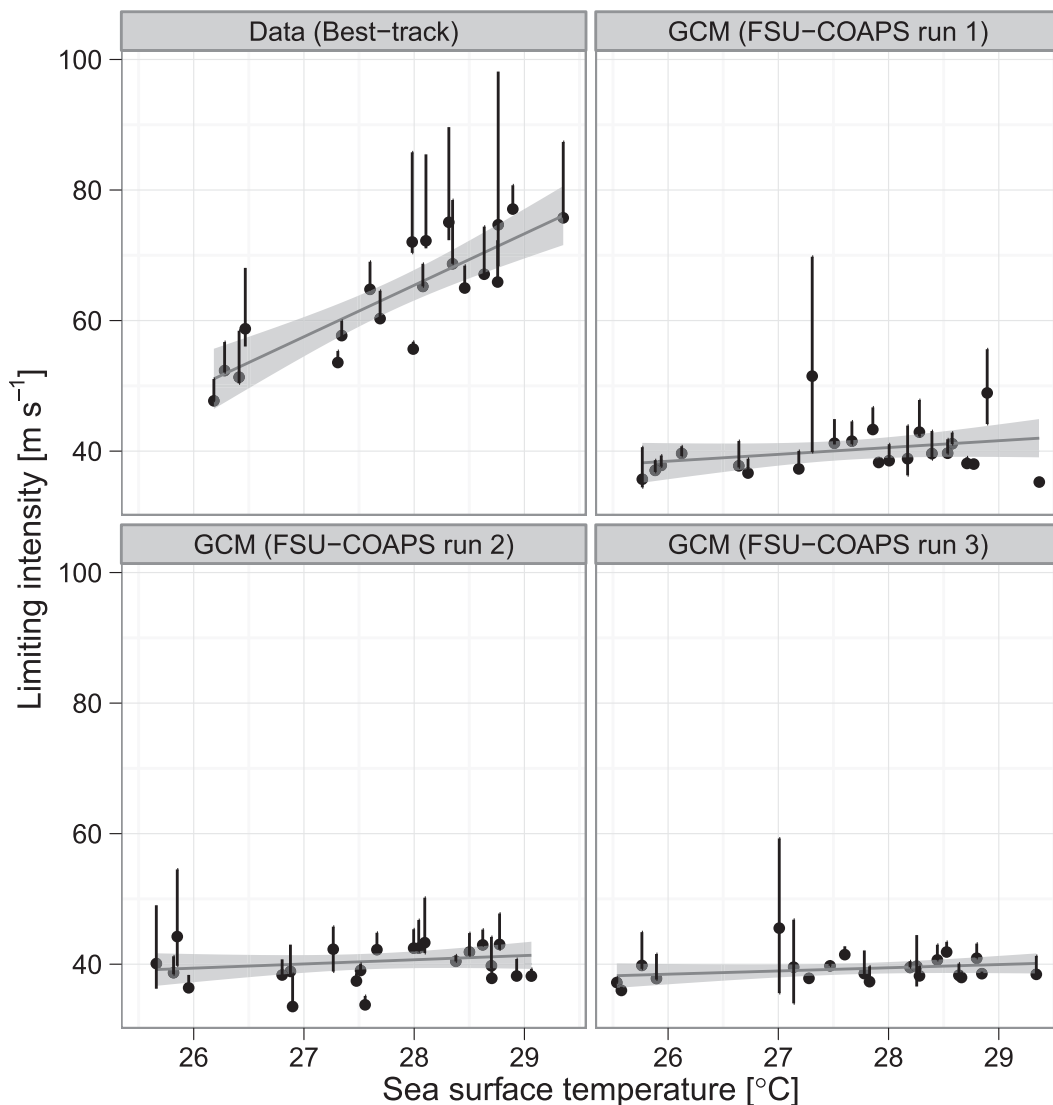 Data (Best−track)
GCM (FSU−COAPS run 1)
100
80
60
40
GCM (FSU−COAPS run 2)
GCM (FSU−COAPS run 3)
100
80
60
40
Limiting intensity [m s⁻¹]
26 27 28 29
26 27 28 29
Sea surface temperature [°C]